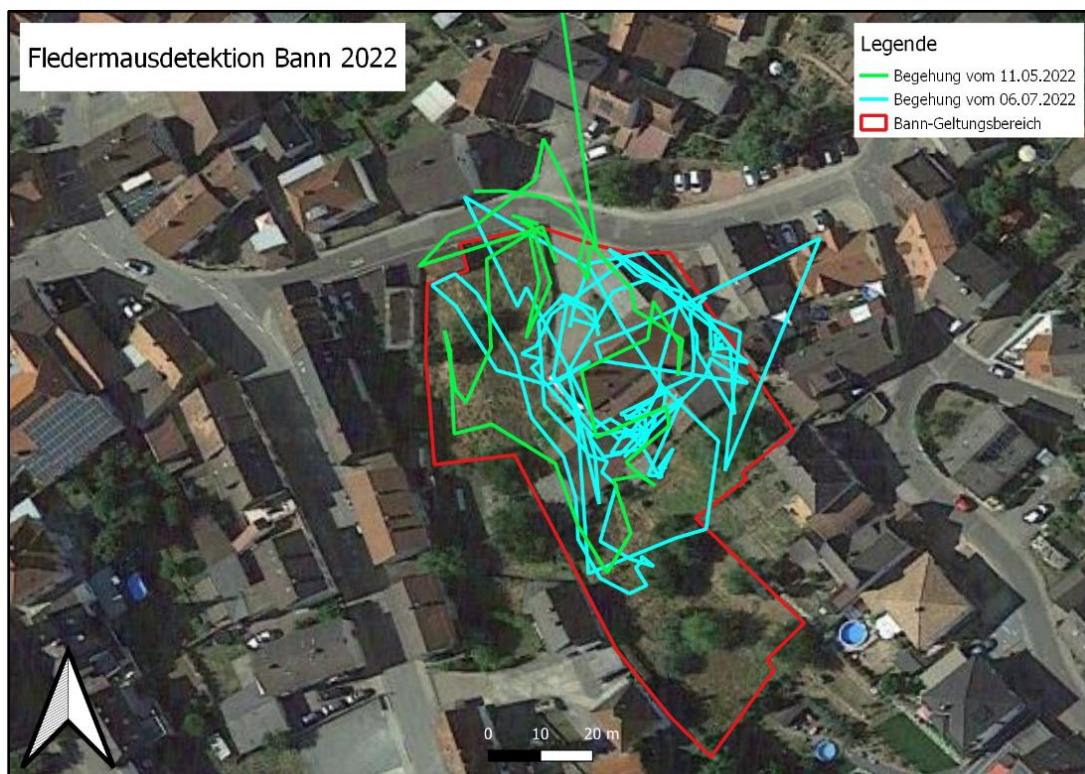 Fledermausdetektion Bann 2022
Legende
Begehung vom 11.05.2022
Begehung vom 06.07.2022
Bann-Geltungsbereich
0 10 20 m